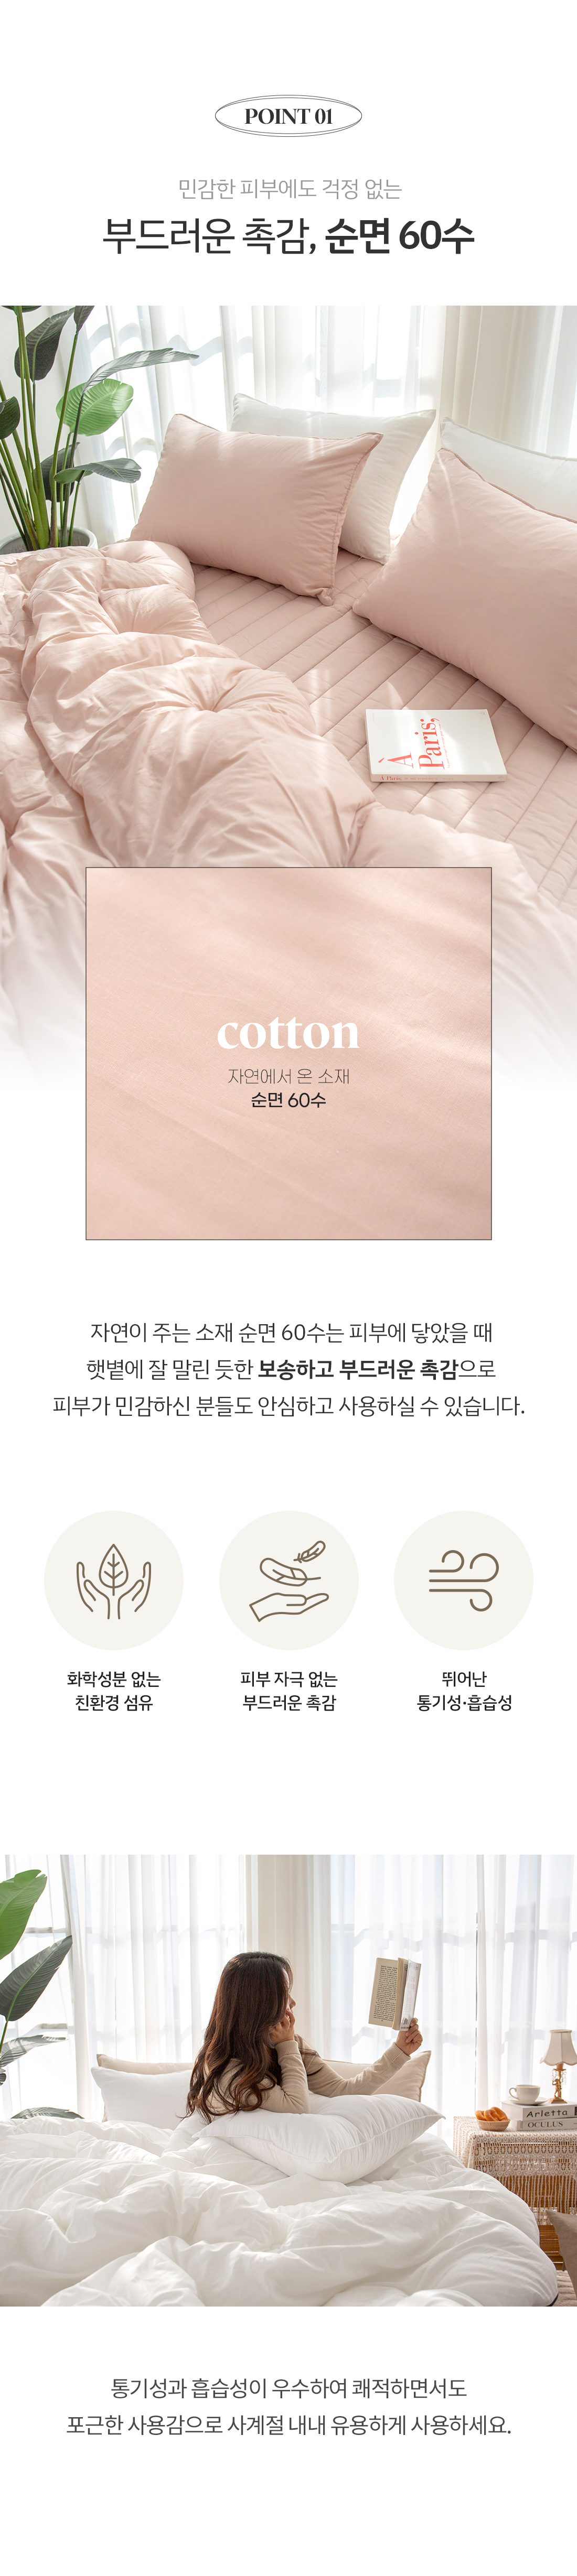 POINT 01
민감한 피부에도 걱정 없는
부드러운 촉감, 순면 60수
À
Paris;
À Paris
cotton
자연에서 온 소재
순면 60수
자연이 주는 소재 순면 60수는 피부에 닿았을 때
햇볕에 잘 말린 듯한 보송하고 부드러운 촉감으로
피부가 민감하신 분들도 안심하고 사용하실 수 있습니다.
화학성분 없는
친환경 섬유
피부 자극 없는
부드러운 촉감
뛰어난
통기성·흡습성
Arletta
OCULUS
통기성과 흡습성이 우수하여 쾌적하면서도
포근한 사용감으로 사계절 내내 유용하게 사용하세요.